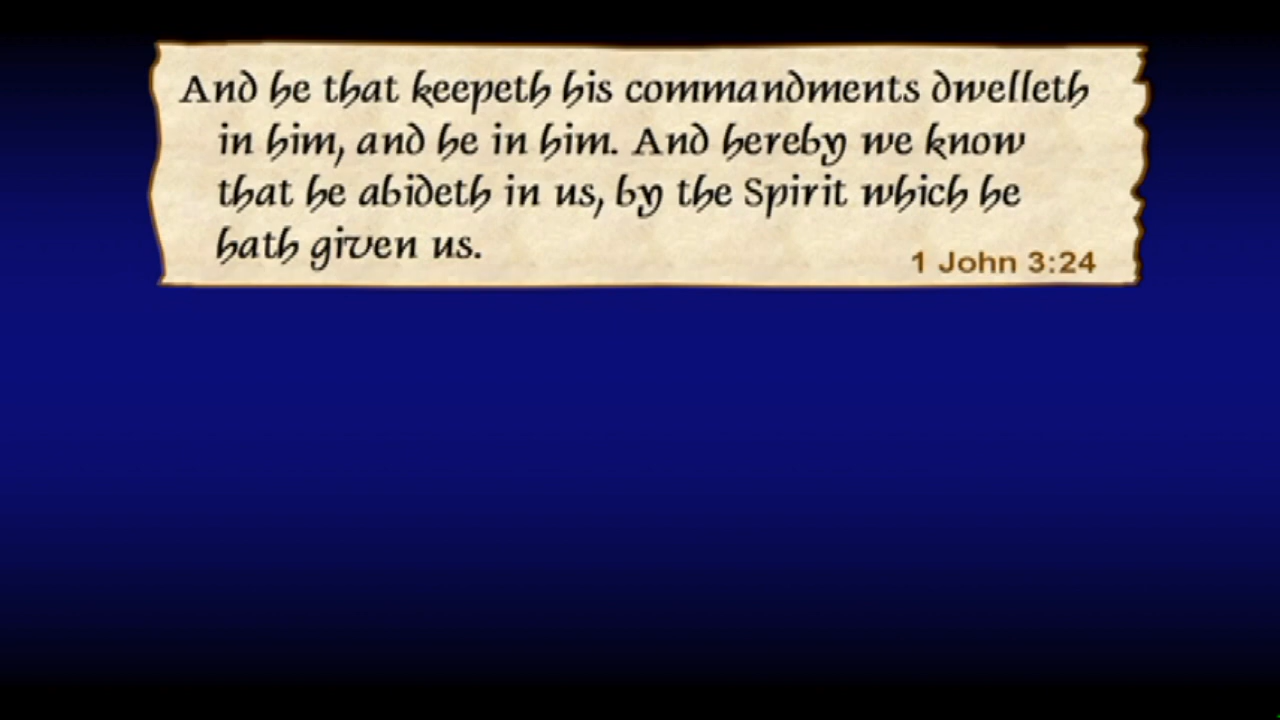 And he that keepeth his commandments dwelleth
in him, and he in him. And hereby we know
that he abideth in us, by the Spirit which he
hath given us.
1 John 3:24